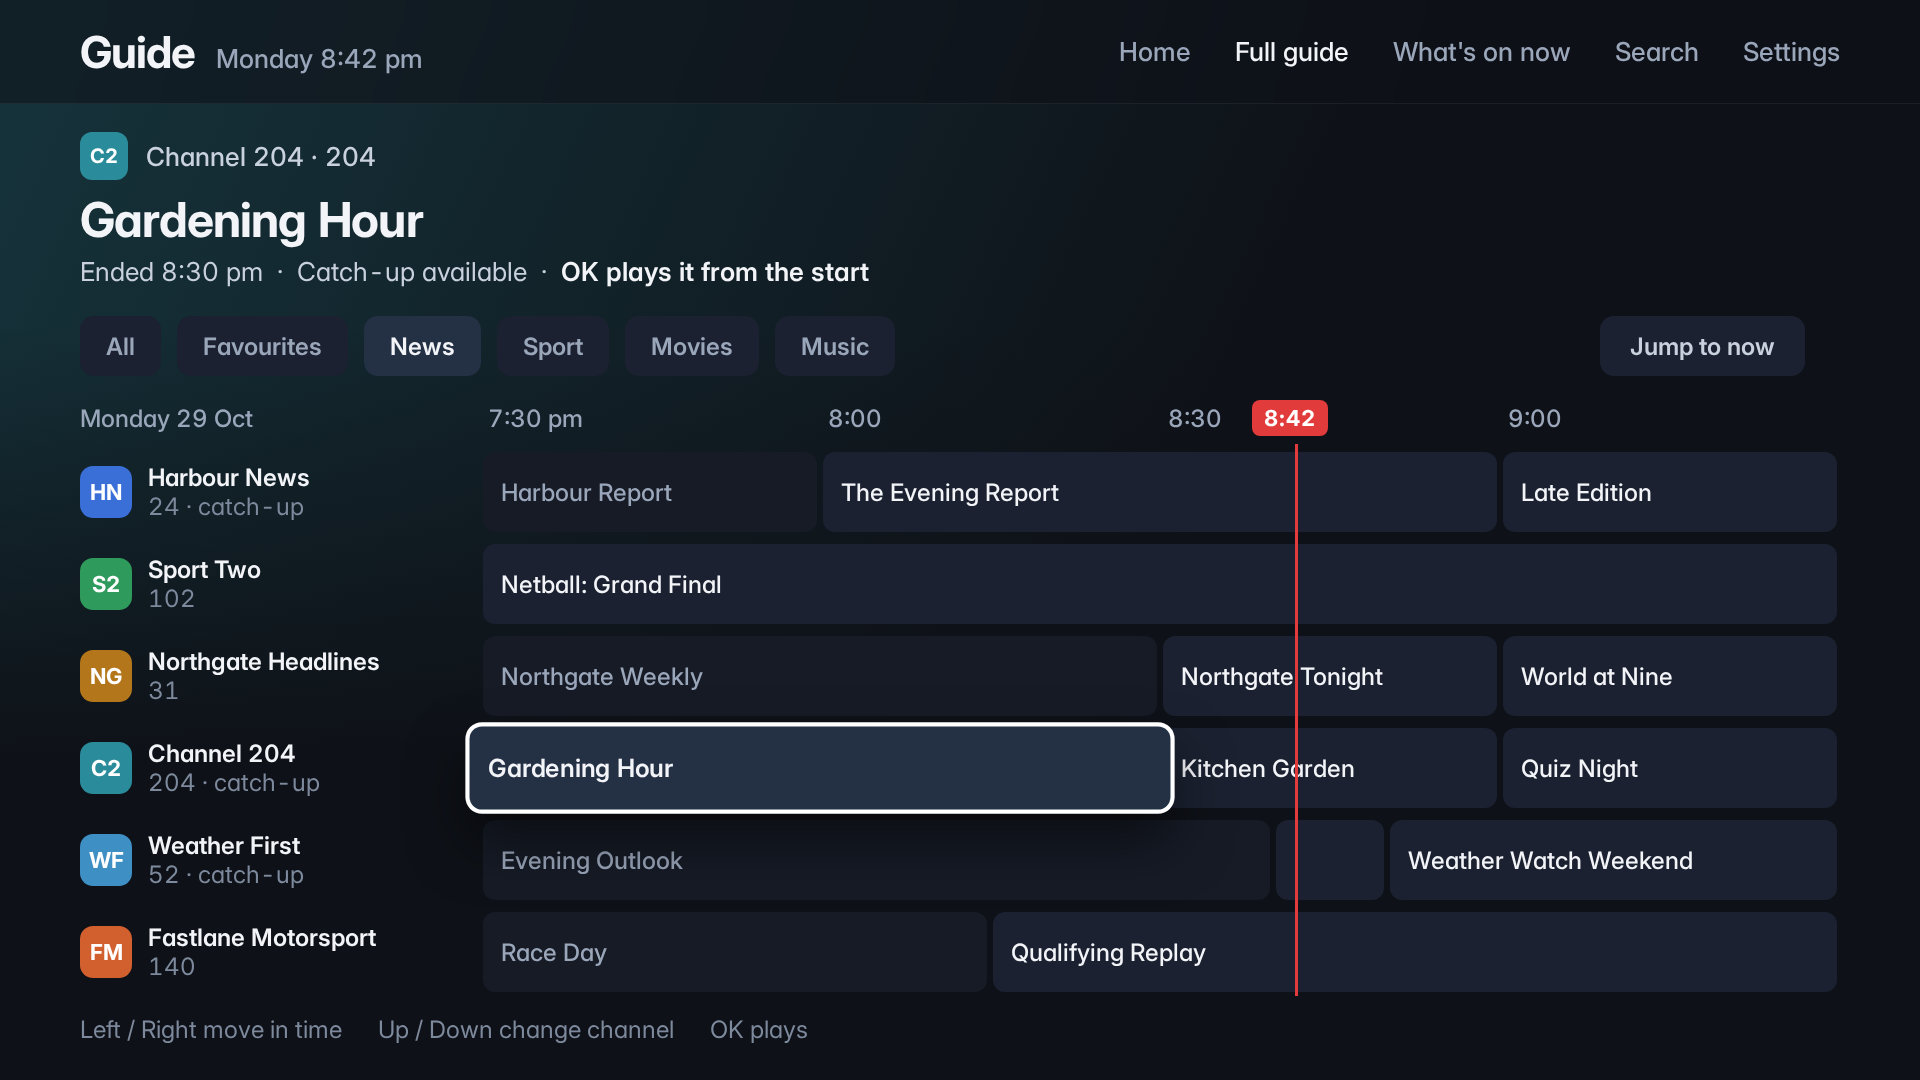 Guide Monday 8:42 pm
Home Full guide What's on now Search Settings
C2 Channel 204 · 204
Gardening Hour
Ended 8:30 pm · Catch-up available · OK plays it from the start
All Favourites News Sport Movies Music Jump to now
Monday 29 Oct 7:30 pm 8:00 8:30 8:42 9:00
HN Harbour News
24 · catch-up
Harbour Report The Evening Report Late Edition
S2 Sport Two
102
Netball: Grand Final
NG Northgate Headlines
31
Northgate Weekly Northgate Tonight World at Nine
C2 Channel 204
204 · catch-up
Gardening Hour Kitchen Garden Quiz Night
WF Weather First
52 · catch-up
Evening Outlook Weather Watch Weekend
FM Fastlane Motorsport
140
Race Day Qualifying Replay
Left / Right move in time Up / Down change channel OK plays